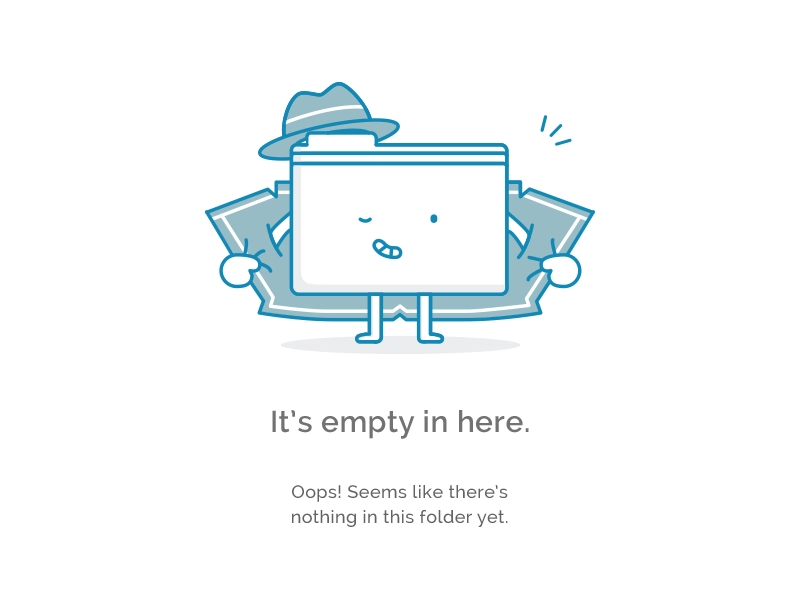 It's empty in here.
Oops! Seems like there's
nothing in this folder yet.